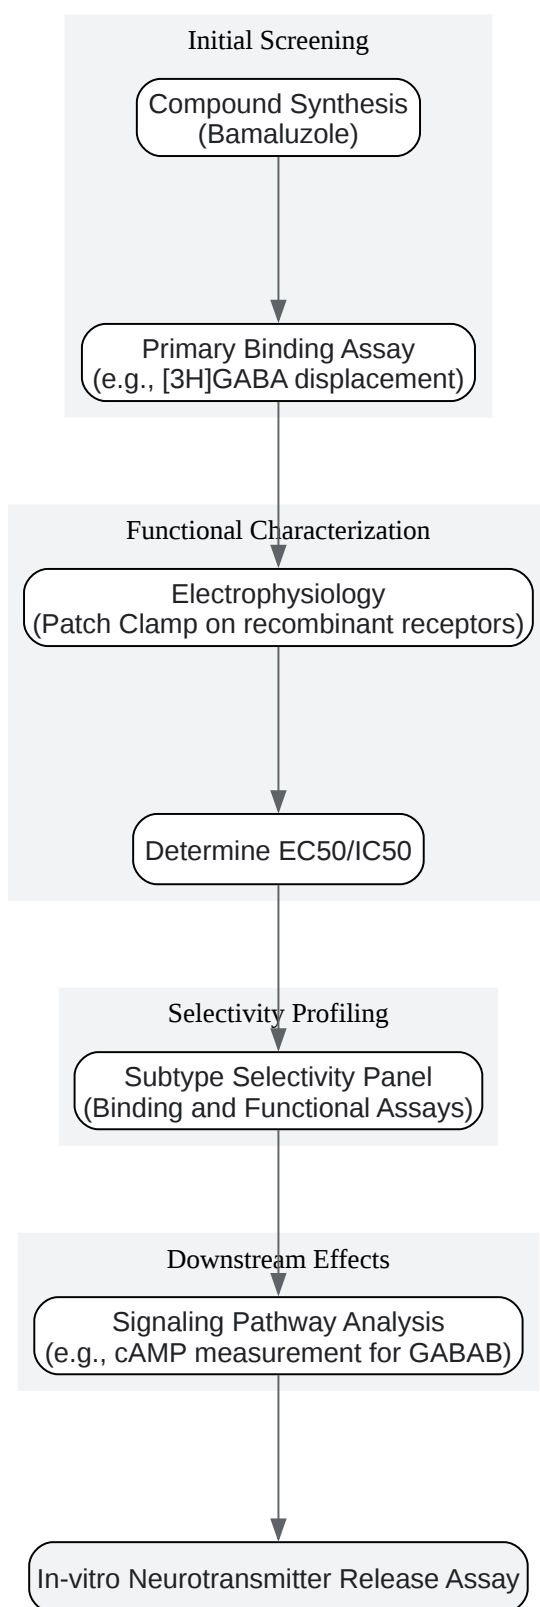 Initial Screening
Compound Synthesis
(Bamaluzole)
Primary Binding Assay
(e.g., [3H]GABA displacement)
Functional Characterization
Electrophysiology
(Patch Clamp on recombinant receptors)
Determine EC50/IC50
Selectivity Profiling
Subtype Selectivity Panel
(Binding and Functional Assays)
Downstream Effects
Signaling Pathway Analysis
(e.g., cAMP measurement for GABAB)
In-vitro Neurotransmitter Release Assay